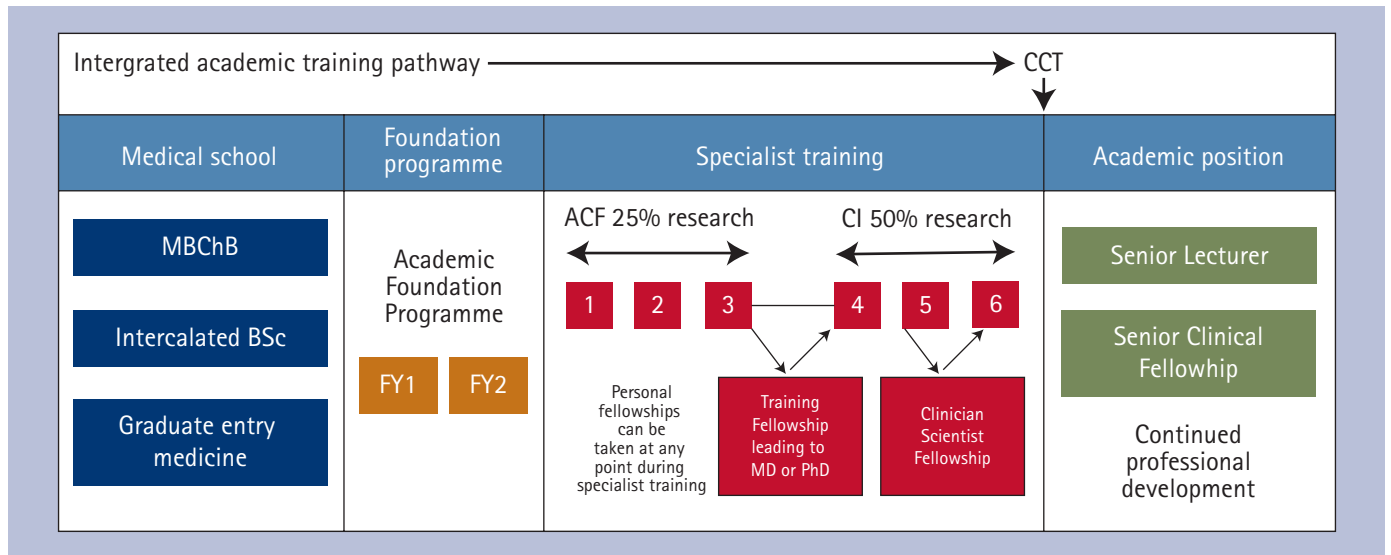 Intergrated academic training pathway
CCT
Medical school
Foundation
programme
Specialist training
Academic position
MBChB
Intercalated BSc
Graduate entry
medicine
Academic
Foundation
Programme
FY1
FY2
ACF 25% research
CI 50% research
1
2
3
4
5
6
Personal
fellowships
can be
taken at any
point during
specialist training
Training
Fellowship
leading to
MD or PhD
Clinician
Scientist
Fellowship
Senior Lecturer
Senior Clinical
Fellowhip
Continued
professional
development